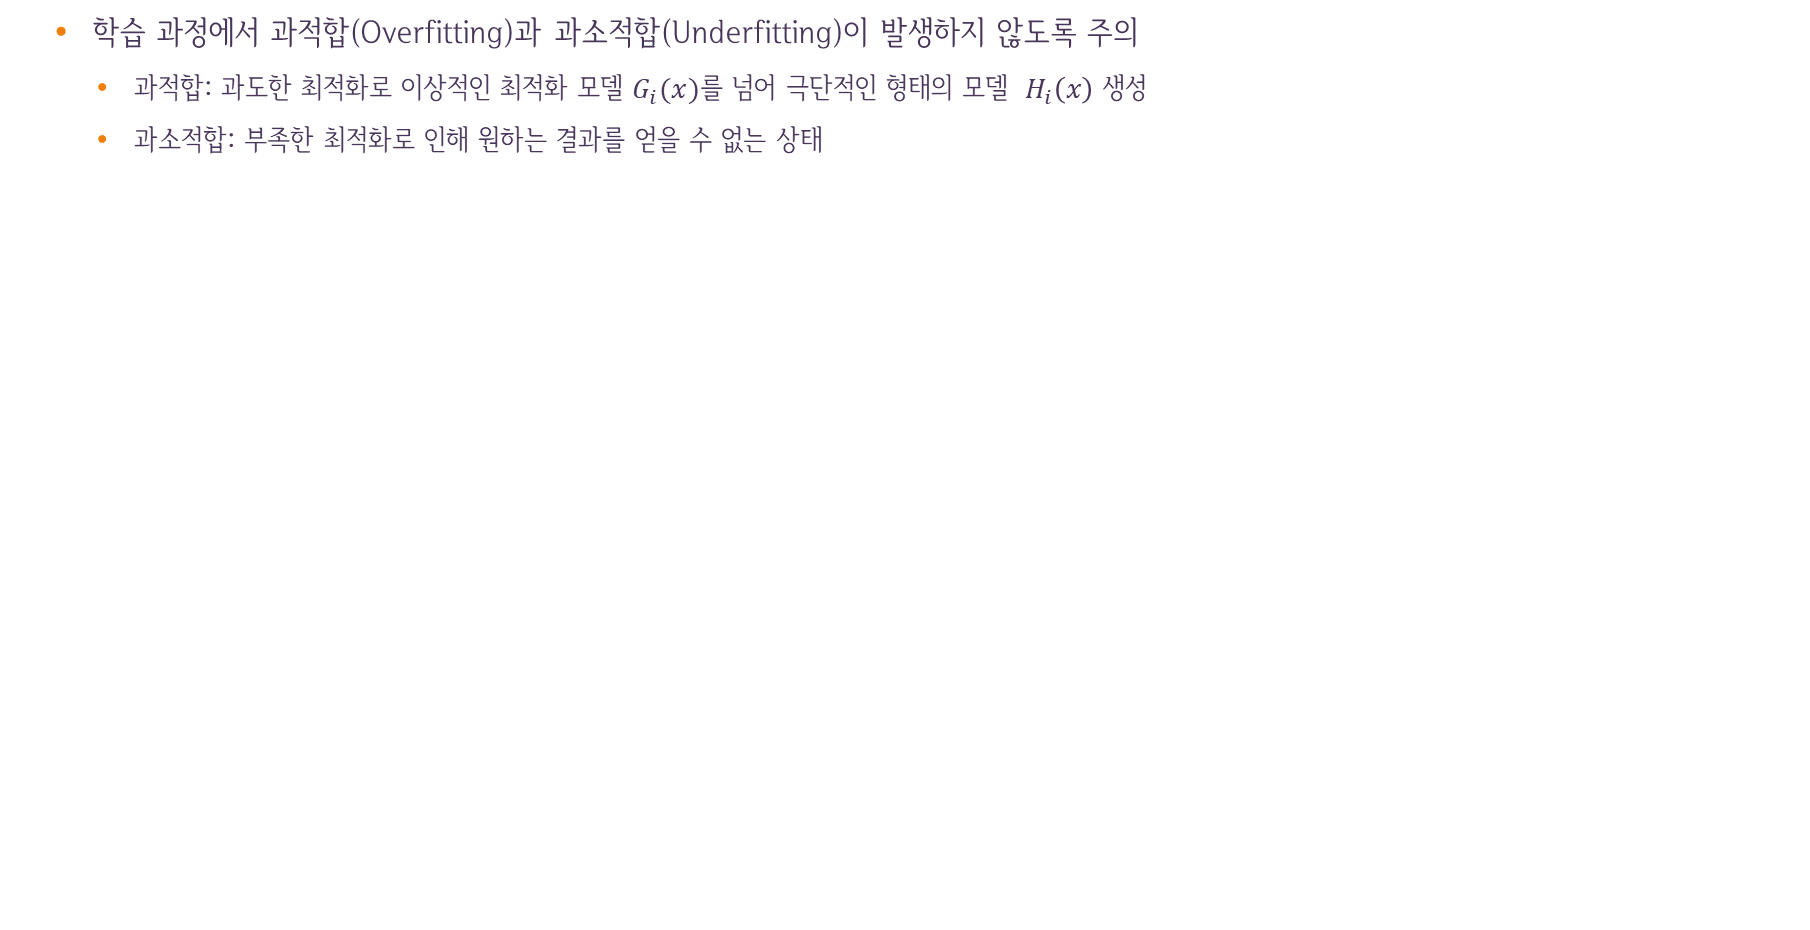 • 학습 과정에서 과적합(Overfitting)과 과소적합(Underfitting)이 발생하지 않도록 주의
• 과적합: 과도한 최적화로 이상적인 최적화 모델 𝐺ᵢ(𝑥)를 넘어 극단적인 형태의 모델 𝐻ᵢ(𝑥) 생성
• 과소적합: 부족한 최적화로 인해 원하는 결과를 얻을 수 없는 상태